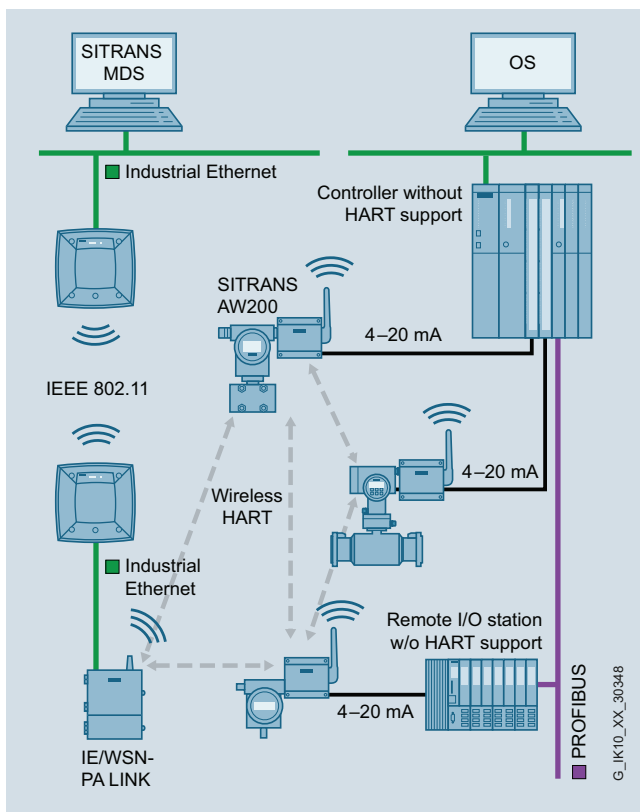 SITRANS
MDS
OS
Industrial Ethernet
Controller without
HART support
SITRANS
AW200
4–20 mA
IEEE 802.11
4–20 mA
Wireless
HART
Industrial
Ethernet
Remote I/O station
w/o HART support
4–20 mA
IE/WSN-
PA LINK
PROFIBUS
G_IK10_XX_30348